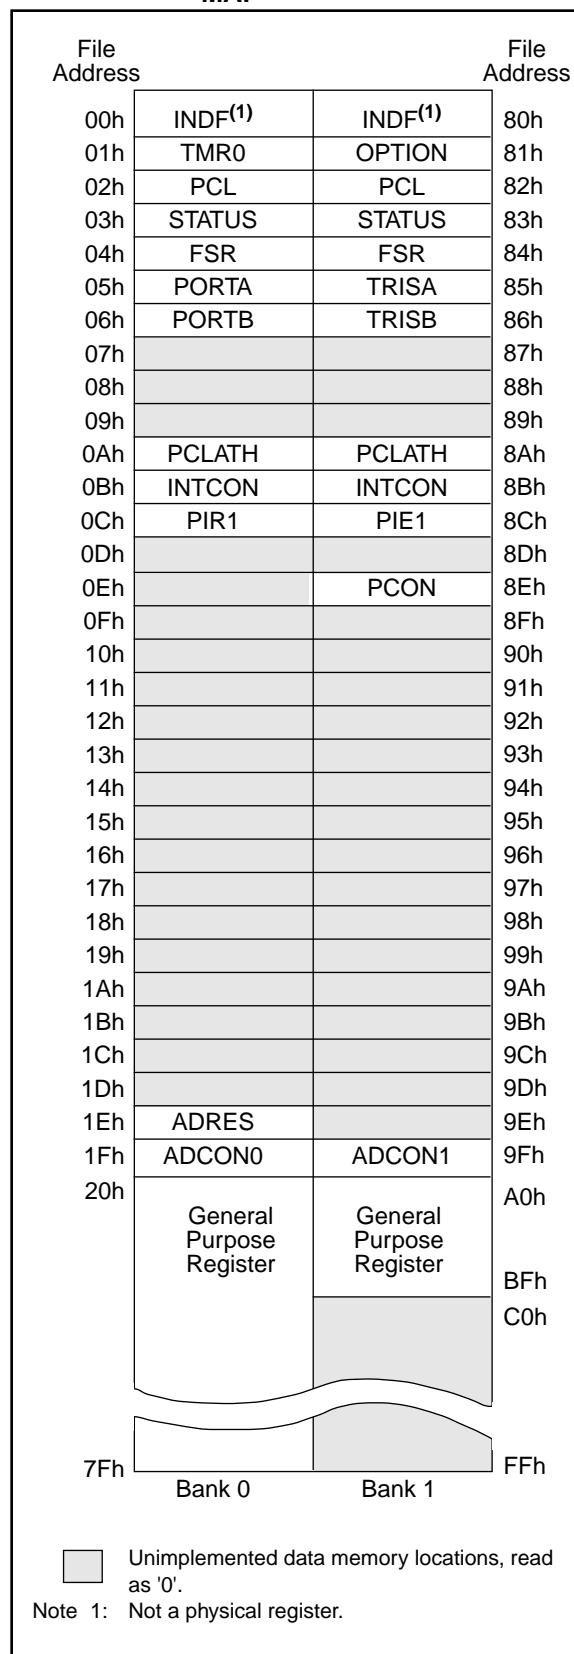 File File
Address Address
00h INDF(1) INDF(1) 80h
01h TMR0 OPTION 81h
02h PCL PCL 82h
03h STATUS STATUS 83h
04h FSR FSR 84h
05h PORTA TRISA 85h
06h PORTB TRISB 86h
07h 87h
08h 88h
09h 89h
0Ah PCLATH PCLATH 8Ah
0Bh INTCON INTCON 8Bh
0Ch PIR1 PIE1 8Ch
0Dh 8Dh
0Eh PCON 8Eh
0Fh 8Fh
10h 90h
11h 91h
12h 92h
13h 93h
14h 94h
15h 95h
16h 96h
17h 97h
18h 98h
19h 99h
1Ah 9Ah
1Bh 9Bh
1Ch 9Ch
1Dh 9Dh
1Eh ADRES 9Eh
1Fh ADCON0 ADCON1 9Fh
20h A0h
General General
Purpose Purpose
Register Register
BFh
C0h
7Fh FFh
Bank 0 Bank 1
Unimplemented data memory locations, read
as '0'.
Note 1: Not a physical register.